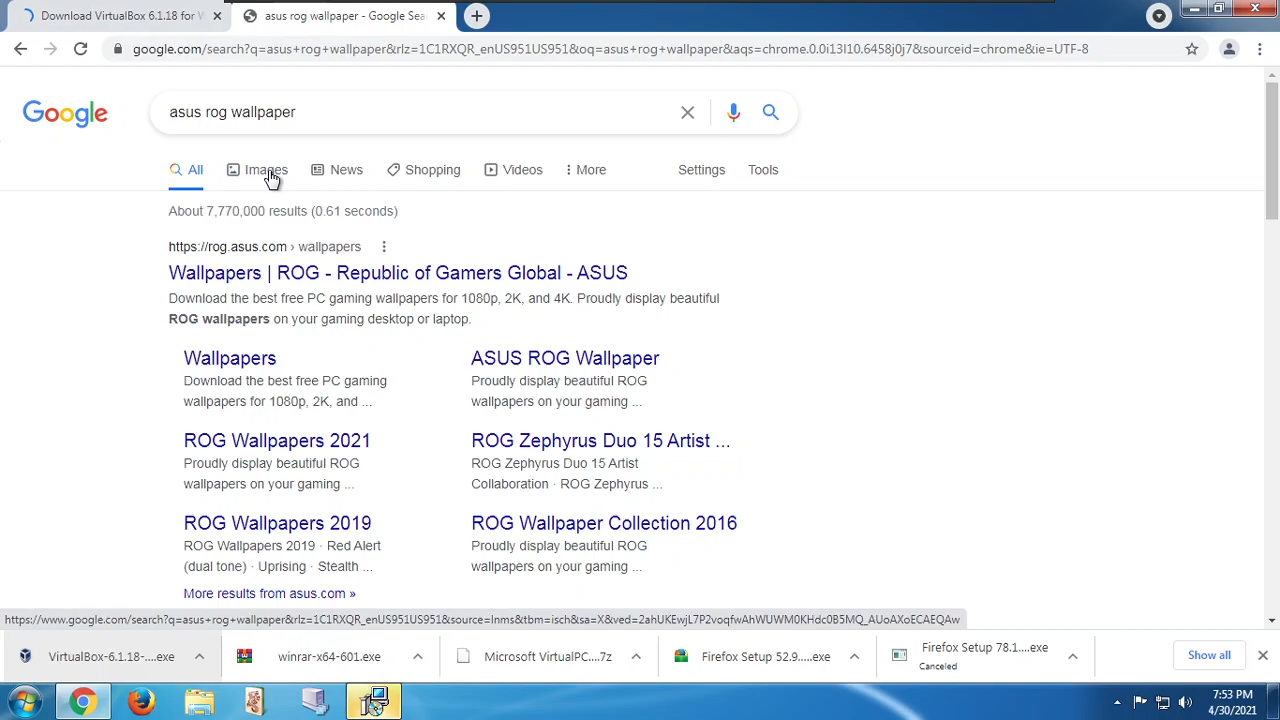 Download VirtualBox 6.1.18 for W
asus rog wallpaper - Google Sea
google.com/search?q=asus+rog+wallpaper&rlz=1C1RXQR_enUS951US951&oq=asus+rog+wallpaper&aqs=chrome.0.0i13l10.6458j0j7&sourceid=chrome&ie=UTF-8
Google
asus rog wallpaper
All Images News Shopping Videos More Settings Tools
About 7,770,000 results (0.61 seconds)
https://rog.asus.com › wallpapers
Wallpapers | ROG - Republic of Gamers Global - ASUS
Download the best free PC gaming wallpapers for 1080p, 2K, and 4K. Proudly display beautiful
ROG wallpapers on your gaming desktop or laptop.
Wallpapers
Download the best free PC gaming
wallpapers for 1080p, 2K, and ...
ASUS ROG Wallpaper
Proudly display beautiful ROG
wallpapers on your gaming ...
ROG Wallpapers 2021
Proudly display beautiful ROG
wallpapers on your gaming ...
ROG Zephyrus Duo 15 Artist ...
ROG Zephyrus Duo 15 Artist
Collaboration · ROG Zephyrus ...
ROG Wallpapers 2019
ROG Wallpapers 2019 · Red Alert
(dual tone) · Uprising · Stealth ...
ROG Wallpaper Collection 2016
Proudly display beautiful ROG
wallpapers on your gaming ...
More results from asus.com »
https://www.google.com/search?q=asus+rog+wallpaper&rlz=1C1RXQR_enUS951US951&source=lnms&tbm=isch&sa=X&ved=2ahUKEwjL7P2voqfwAhWUWM0KHdc0B5MQ_AUoAXoECAEQAw
VirtualBox-6.1.18-....exe
winrar-x64-601.exe
Microsoft VirtualPC....7z
Firefox Setup 52.9....exe
Firefox Setup 78.1....exe
Canceled
Show all
7:53 PM
4/30/2021